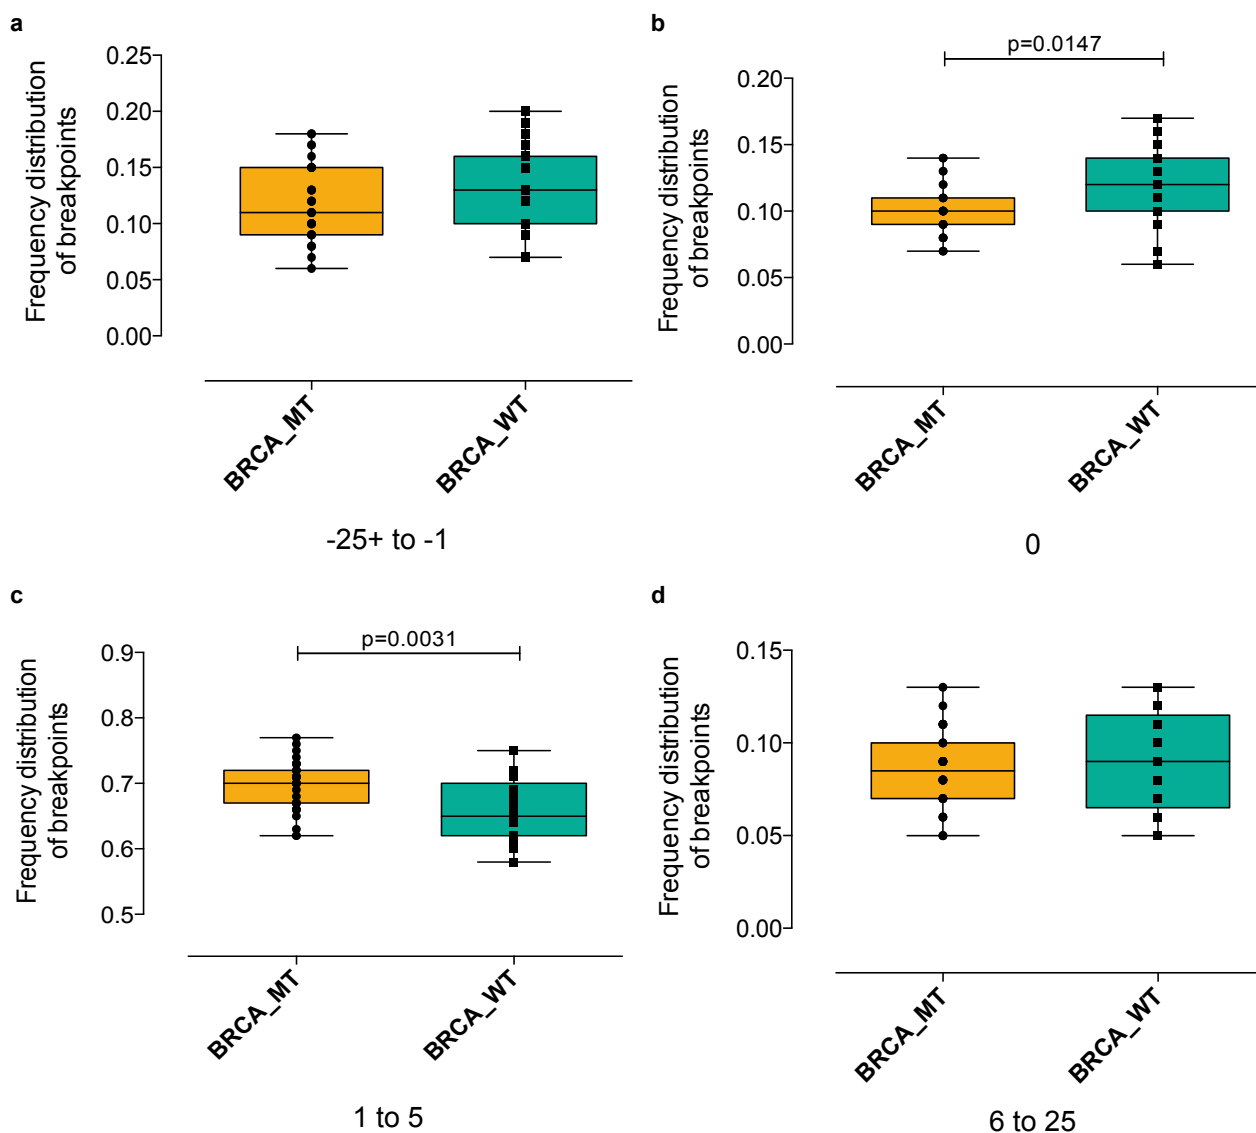 a
Frequency distribution
of breakpoints
0.25
0.20
0.15
0.10
0.05
0.00
BRCA_MT
BRCA_WT
-25+ to -1
b
p=0.0147
Frequency distribution
of breakpoints
0.20
0.15
0.10
0.05
0.00
BRCA_MT
BRCA_WT
0
c
p=0.0031
Frequency distribution
of breakpoints
0.9
0.8
0.7
0.6
0.5
BRCA_MT
BRCA_WT
1 to 5
d
Frequency distribution
of breakpoints
0.15
0.10
0.05
0.00
BRCA_MT
BRCA_WT
6 to 25